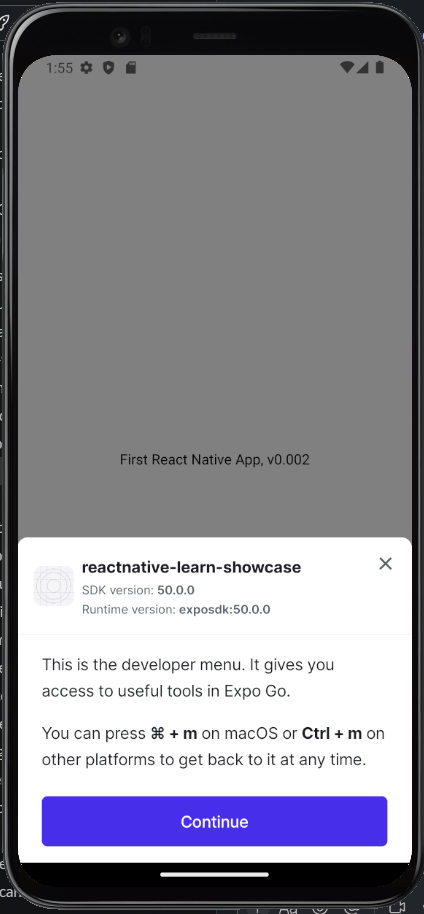 1:55
First React Native App, v0.002
reactnative-learn-showcase
SDK version: 50.0.0
Runtime version: exposdk:50.0.0
This is the developer menu. It gives you
access to useful tools in Expo Go.
You can press ⌘ + m on macOS or Ctrl + m on
other platforms to get back to it at any time.
Continue